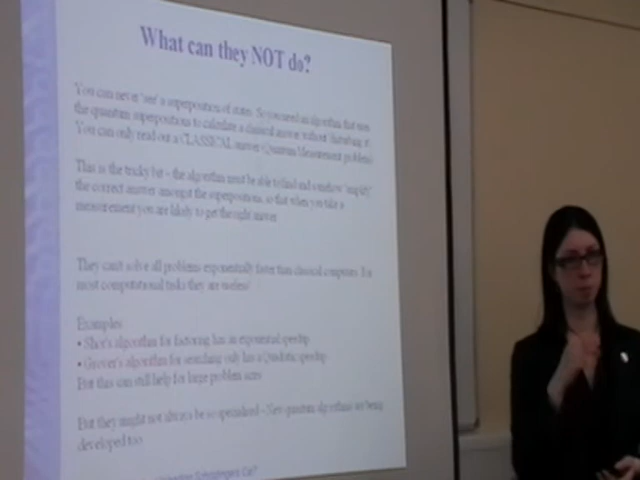 What can they NOT do?
You can never 'see' a superposition of states. So you need an algorithm that uses
the quantum superpositions to calculate a classical answer without 'disturbing' it.
You can only read out a CLASSICAL answer (Quantum Measurement problem)
This is the tricky bit – the algorithm must be able to find and somehow 'amplify'
the correct answer amongst the superpositions, so that when you take a
measurement you are likely to get the right answer
They can't solve all problems exponentially faster than classical computers. For
most computational tasks they are useless!
Examples:
• Shor's algorithm for factoring has an exponential speedup
• Grover's algorithm for searching only has a Quadratic speedup
But this can still help for large problem sizes
But they might not always be so specialised – New quantum algorithms are being
developed too
Schrödingers Cat?